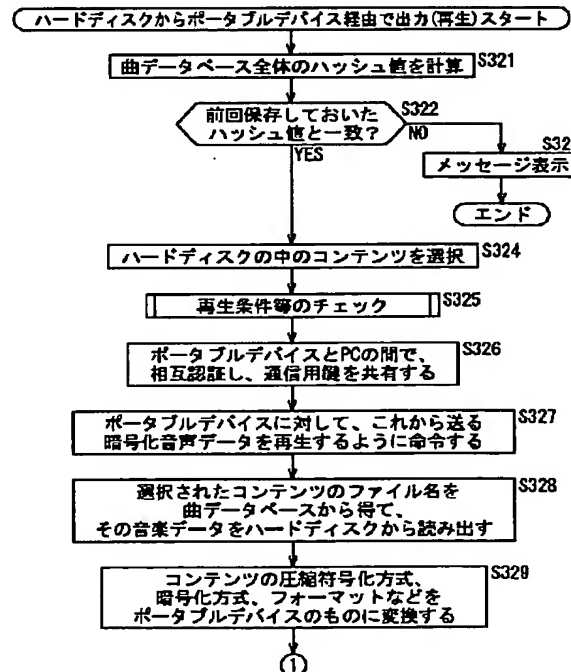 ハードディスクからポータブルデバイス経由で出力(再生)スタート
曲データベース全体のハッシュ値を計算
S321
前回保存しておいた
ハッシュ値と一致?
S322
NO
YES
S32
メッセージ表示
エンド
ハードディスクの中のコンテンツを選択
S324
再生条件等のチェック
S325
ポータブルデバイスとPCの間で、
相互認証し、通信用鍵を共有する
S326
ポータブルデバイスに対して、これから送る
暗号化音声データを再生するように命令する
S327
選択されたコンテンツのファイル名を
曲データベースから得て、
その音楽データをハードディスクから読み出す
S328
コンテンツの圧縮符号化方式、
暗号化方式、フォーマットなどを
ポータブルデバイスのものに変換する
S329
①